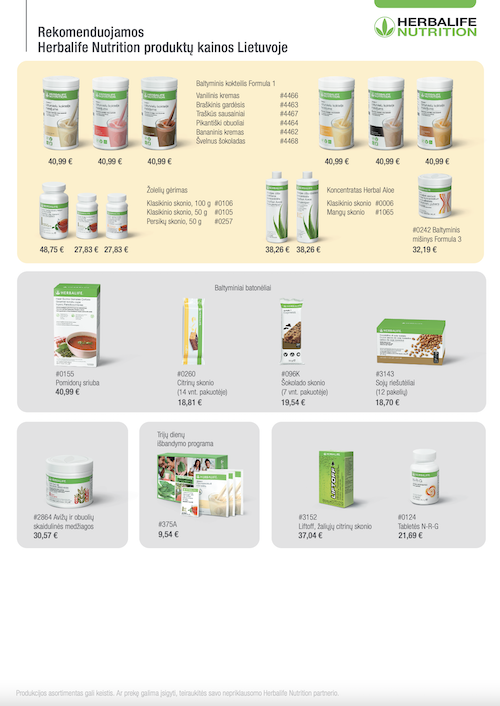 Rekomenduojamos
Herbalife Nutrition produktų kainos Lietuvoje
HERBALIFE
NUTRITION
Baltyminis kokteilis Formula 1
Vanilinis kremas #4466
Braškinis gardėsis #4463
Traškūs sausainiai #4467
Pikantiški obuoliai #4464
Bananinis kremas #4462
Švelnus šokoladas #4468
40,99 € 40,99 € 40,99 € 40,99 € 40,99 € 40,99 €
Žolelių gėrimas
Klasikinio skonio, 100 g #0106
Klasikinio skonio, 50 g #0105
Persikų skonio, 50 g #0257
48,75 € 27,83 € 27,83 €
Koncentratas Herbal Aloe
Klasikinio skonio #0006
Mangų skonio #1065
38,26 € 38,26 €
#0242 Baltyminis
mišinys Formula 3
32,19 €
Baltyminiai batonėliai
#0155
Pomidorų sriuba
40,99 €
#0260
Citrinų skonio
(14 vnt. pakuotėje)
18,81 €
#096K
Šokolado skonio
(7 vnt. pakuotėje)
19,54 €
#3143
Sojų riešutėliai
(12 pakelių)
18,70 €
#2864 Avižų ir obuolių
skaidulinės medžiagos
30,57 €
Trijų dienų
išbandymo programa
#375A
9,54 €
LIFTOFF
#3152
Liftoff, žaliųjų citrinų skonio
37,04 €
N-R-G
#0124
Tabletės N-R-G
21,69 €
Produkcijos asortimentas gali keistis. Ar prekę galima įsigyti, teiraukitės savo nepriklausomo Herbalife Nutrition partnerio.